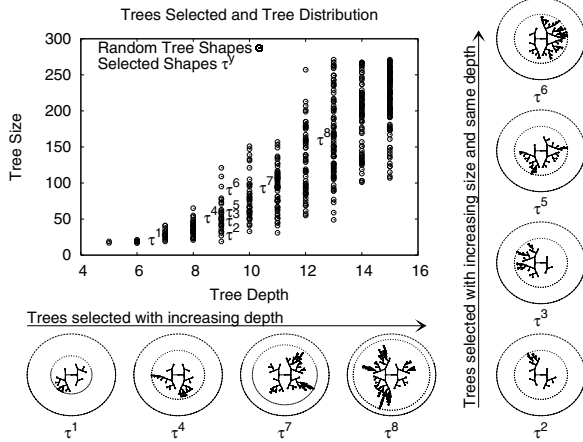 Trees Selected and Tree Distribution
Random Tree Shapes
Selected Shapes τ^y
Tree Size
300
250
200
150
100
50
0
τ^8
τ^7
τ^6
τ^5
τ^4
τ^3
τ^2
τ^1
4 6 8 10 12 14 16
Tree Depth
Trees selected with increasing depth
τ^1 τ^4 τ^7 τ^8
Trees selected with increasing size and same depth
τ^6
τ^5
τ^3
τ^2